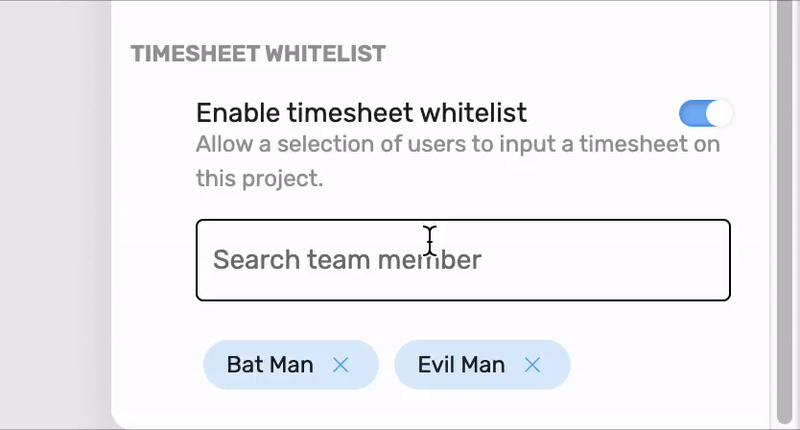 TIMESHEET WHITELIST
Enable timesheet whitelist
Allow a selection of users to input a timesheet on
this project.
Search team member
Bat Man
Evil Man